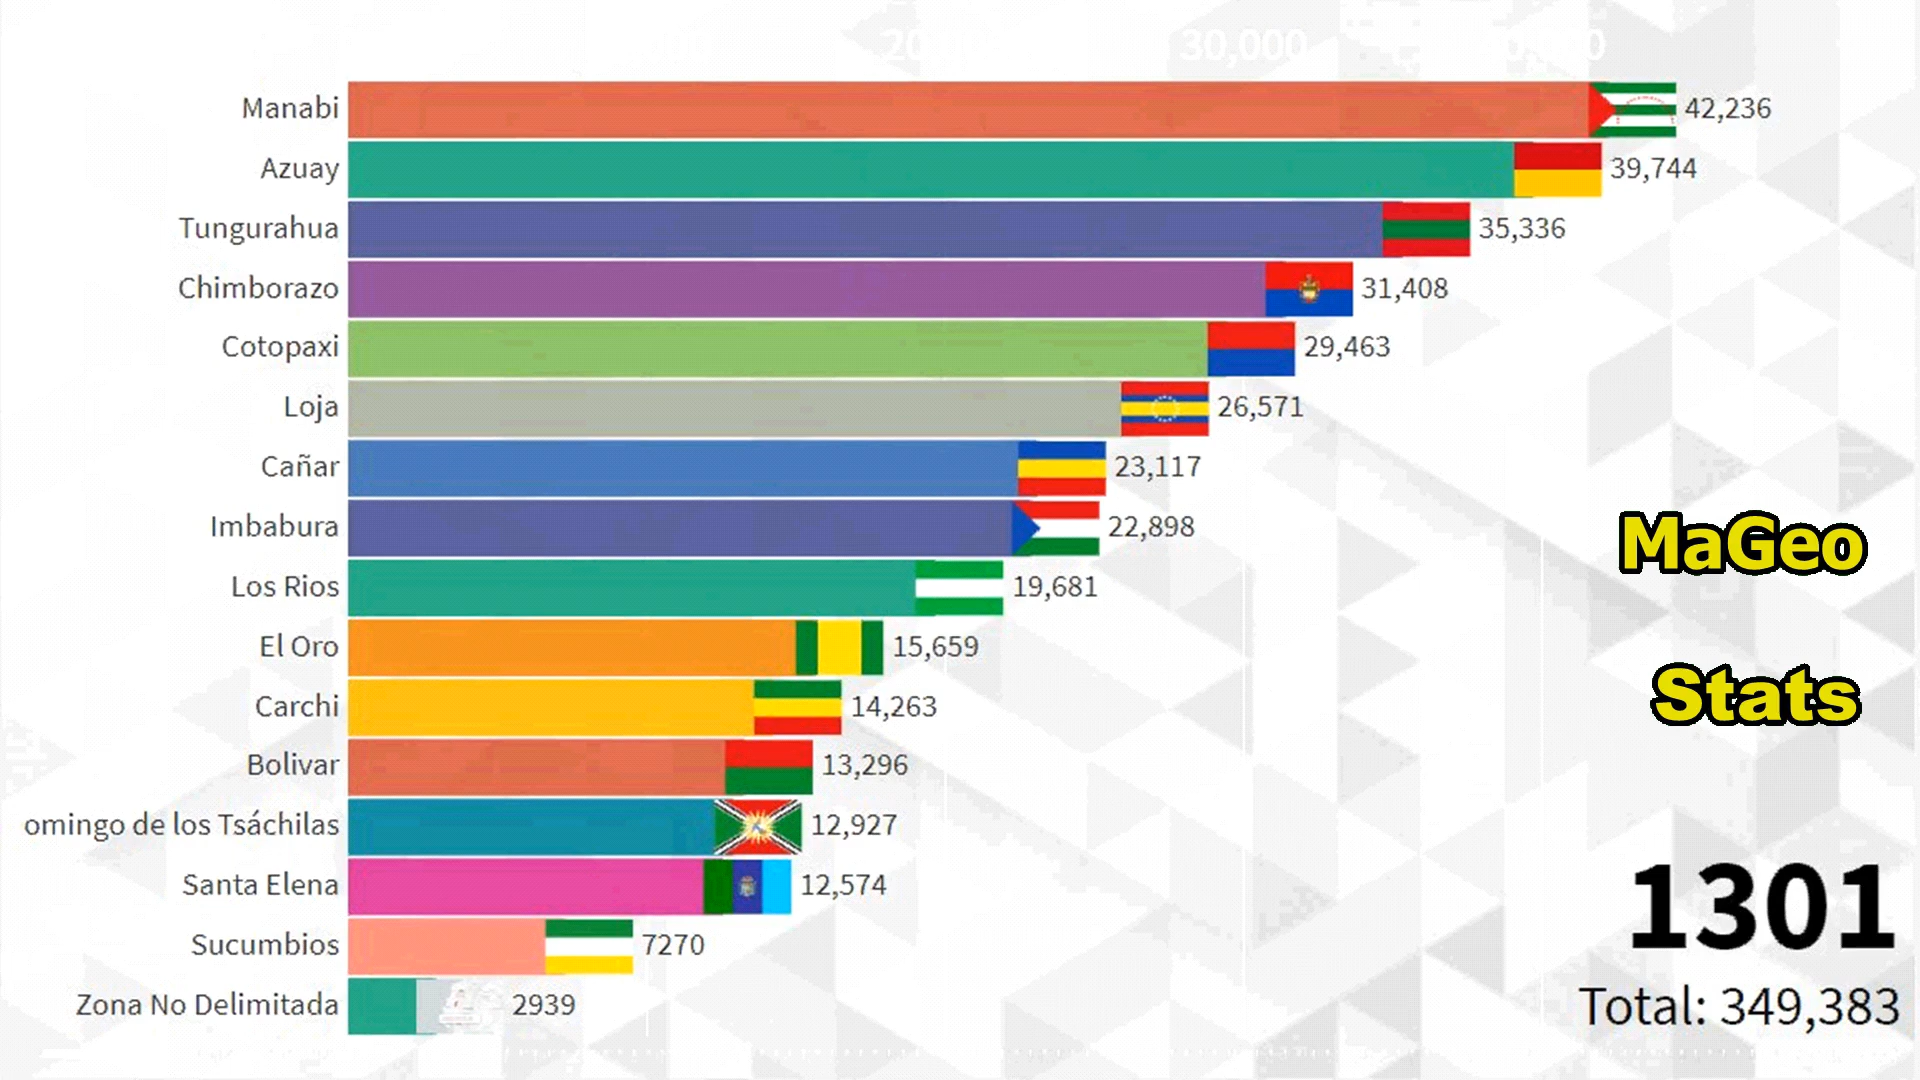 30,000
Manabi 42,236
Azuay 39,744
Tungurahua 35,336
Chimborazo 31,408
Cotopaxi 29,463
Loja 26,571
Cañar 23,117
Imbabura 22,898
Los Rios 19,681
El Oro 15,659
Carchi 14,263
Bolivar 13,296
omingo de los Tsáchilas 12,927
Santa Elena 12,574
Sucumbios 7270
Zona No Delimitada 2939
MaGeo
Stats
1301
Total: 349,383